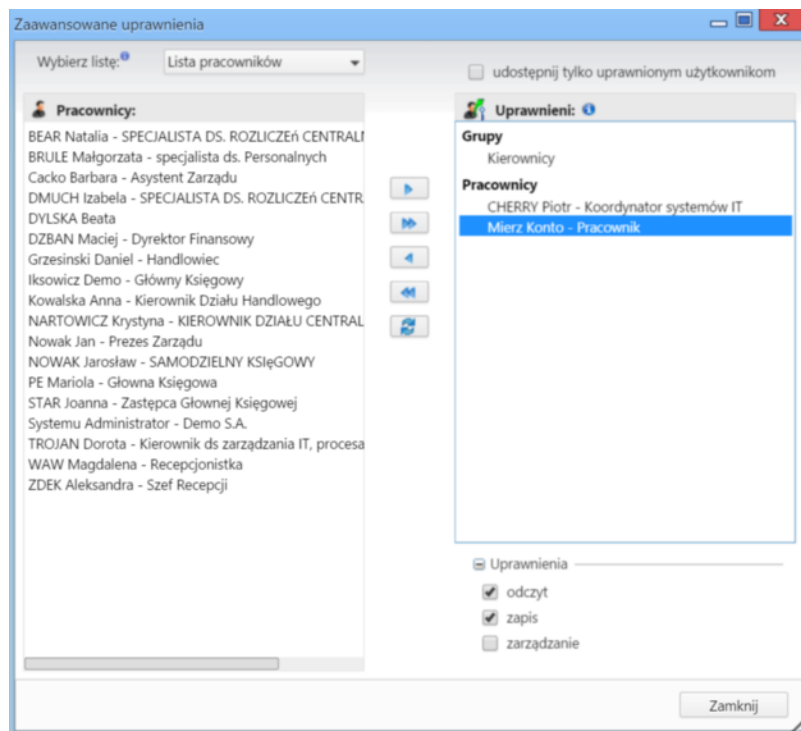 Zaawansowane uprawnienia
Wybierz listę:
Lista pracowników
udostępnij tylko uprawnionym użytkownikom
Pracownicy:
BEAR Natalia - SPECJALISTA DS. ROZLICZEń CENTRALN
BRULE Małgorzata - specjalista ds. Personalnych
Cacko Barbara - Asystent Zarządu
DMUCH Izabela - SPECJALISTA DS. ROZLICZEń CENTR
DYLSKA Beata
DZBAN Maciej - Dyrektor Finansowy
Grzesinski Daniel - Handlowiec
Iksowicz Demo - Główny Księgowy
Kowalska Anna - Kierownik Działu Handlowego
NARTOWICZ Krystyna - KIEROWNIK DZIAŁU CENTRAL
Nowak Jan - Prezes Zarządu
NOWAK Jarosław - SAMODZIELNY KSIęGOWY
PE Mariola - Głowna Księgowa
STAR Joanna - Zastępca Głownej Księgowej
Systemu Administrator - Demo S.A.
TROJAN Dorota - Kierownik ds zarządzania IT, procesa
WAW Magdalena - Recepcjonistka
ZDEK Aleksandra - Szef Recepcji
Uprawnieni:
Grupy
Kierownicy
Pracownicy
CHERRY Piotr - Koordynator systemów IT
Mierz Konto - Pracownik
Uprawnienia
odczyt
zapis
zarządzanie
Zamknij